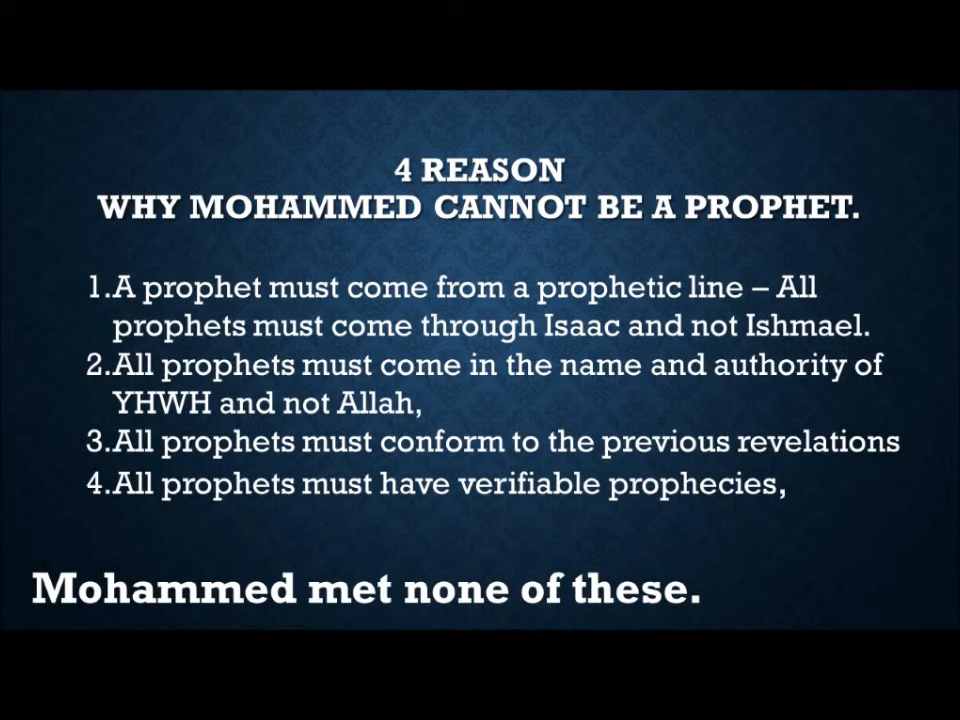 4 REASON
WHY MOHAMMED CANNOT BE A PROPHET.
1.A prophet must come from a prophetic line – All
prophets must come through Isaac and not Ishmael.
2.All prophets must come in the name and authority of
YHWH and not Allah,
3.All prophets must conform to the previous revelations
4.All prophets must have verifiable prophecies,
Mohammed met none of these.